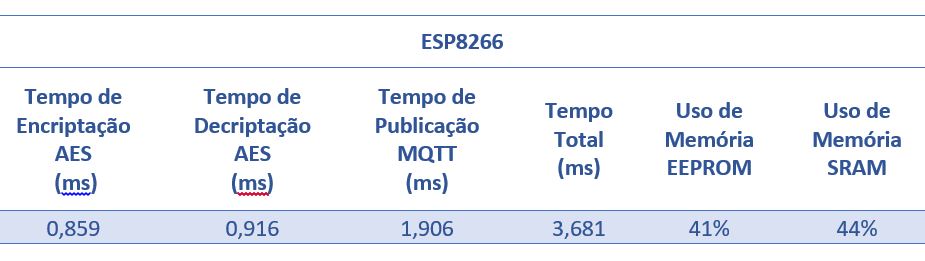 ESP8266
Tempo de
Encriptação
AES
(ms)
Tempo de
Decriptação
AES
(ms)
Tempo de
Publicação
MQTT
(ms)
Tempo
Total
(ms)
Uso de
Memória
EEPROM
Uso de
Memória
SRAM
0,859 0,916 1,906 3,681 41% 44%